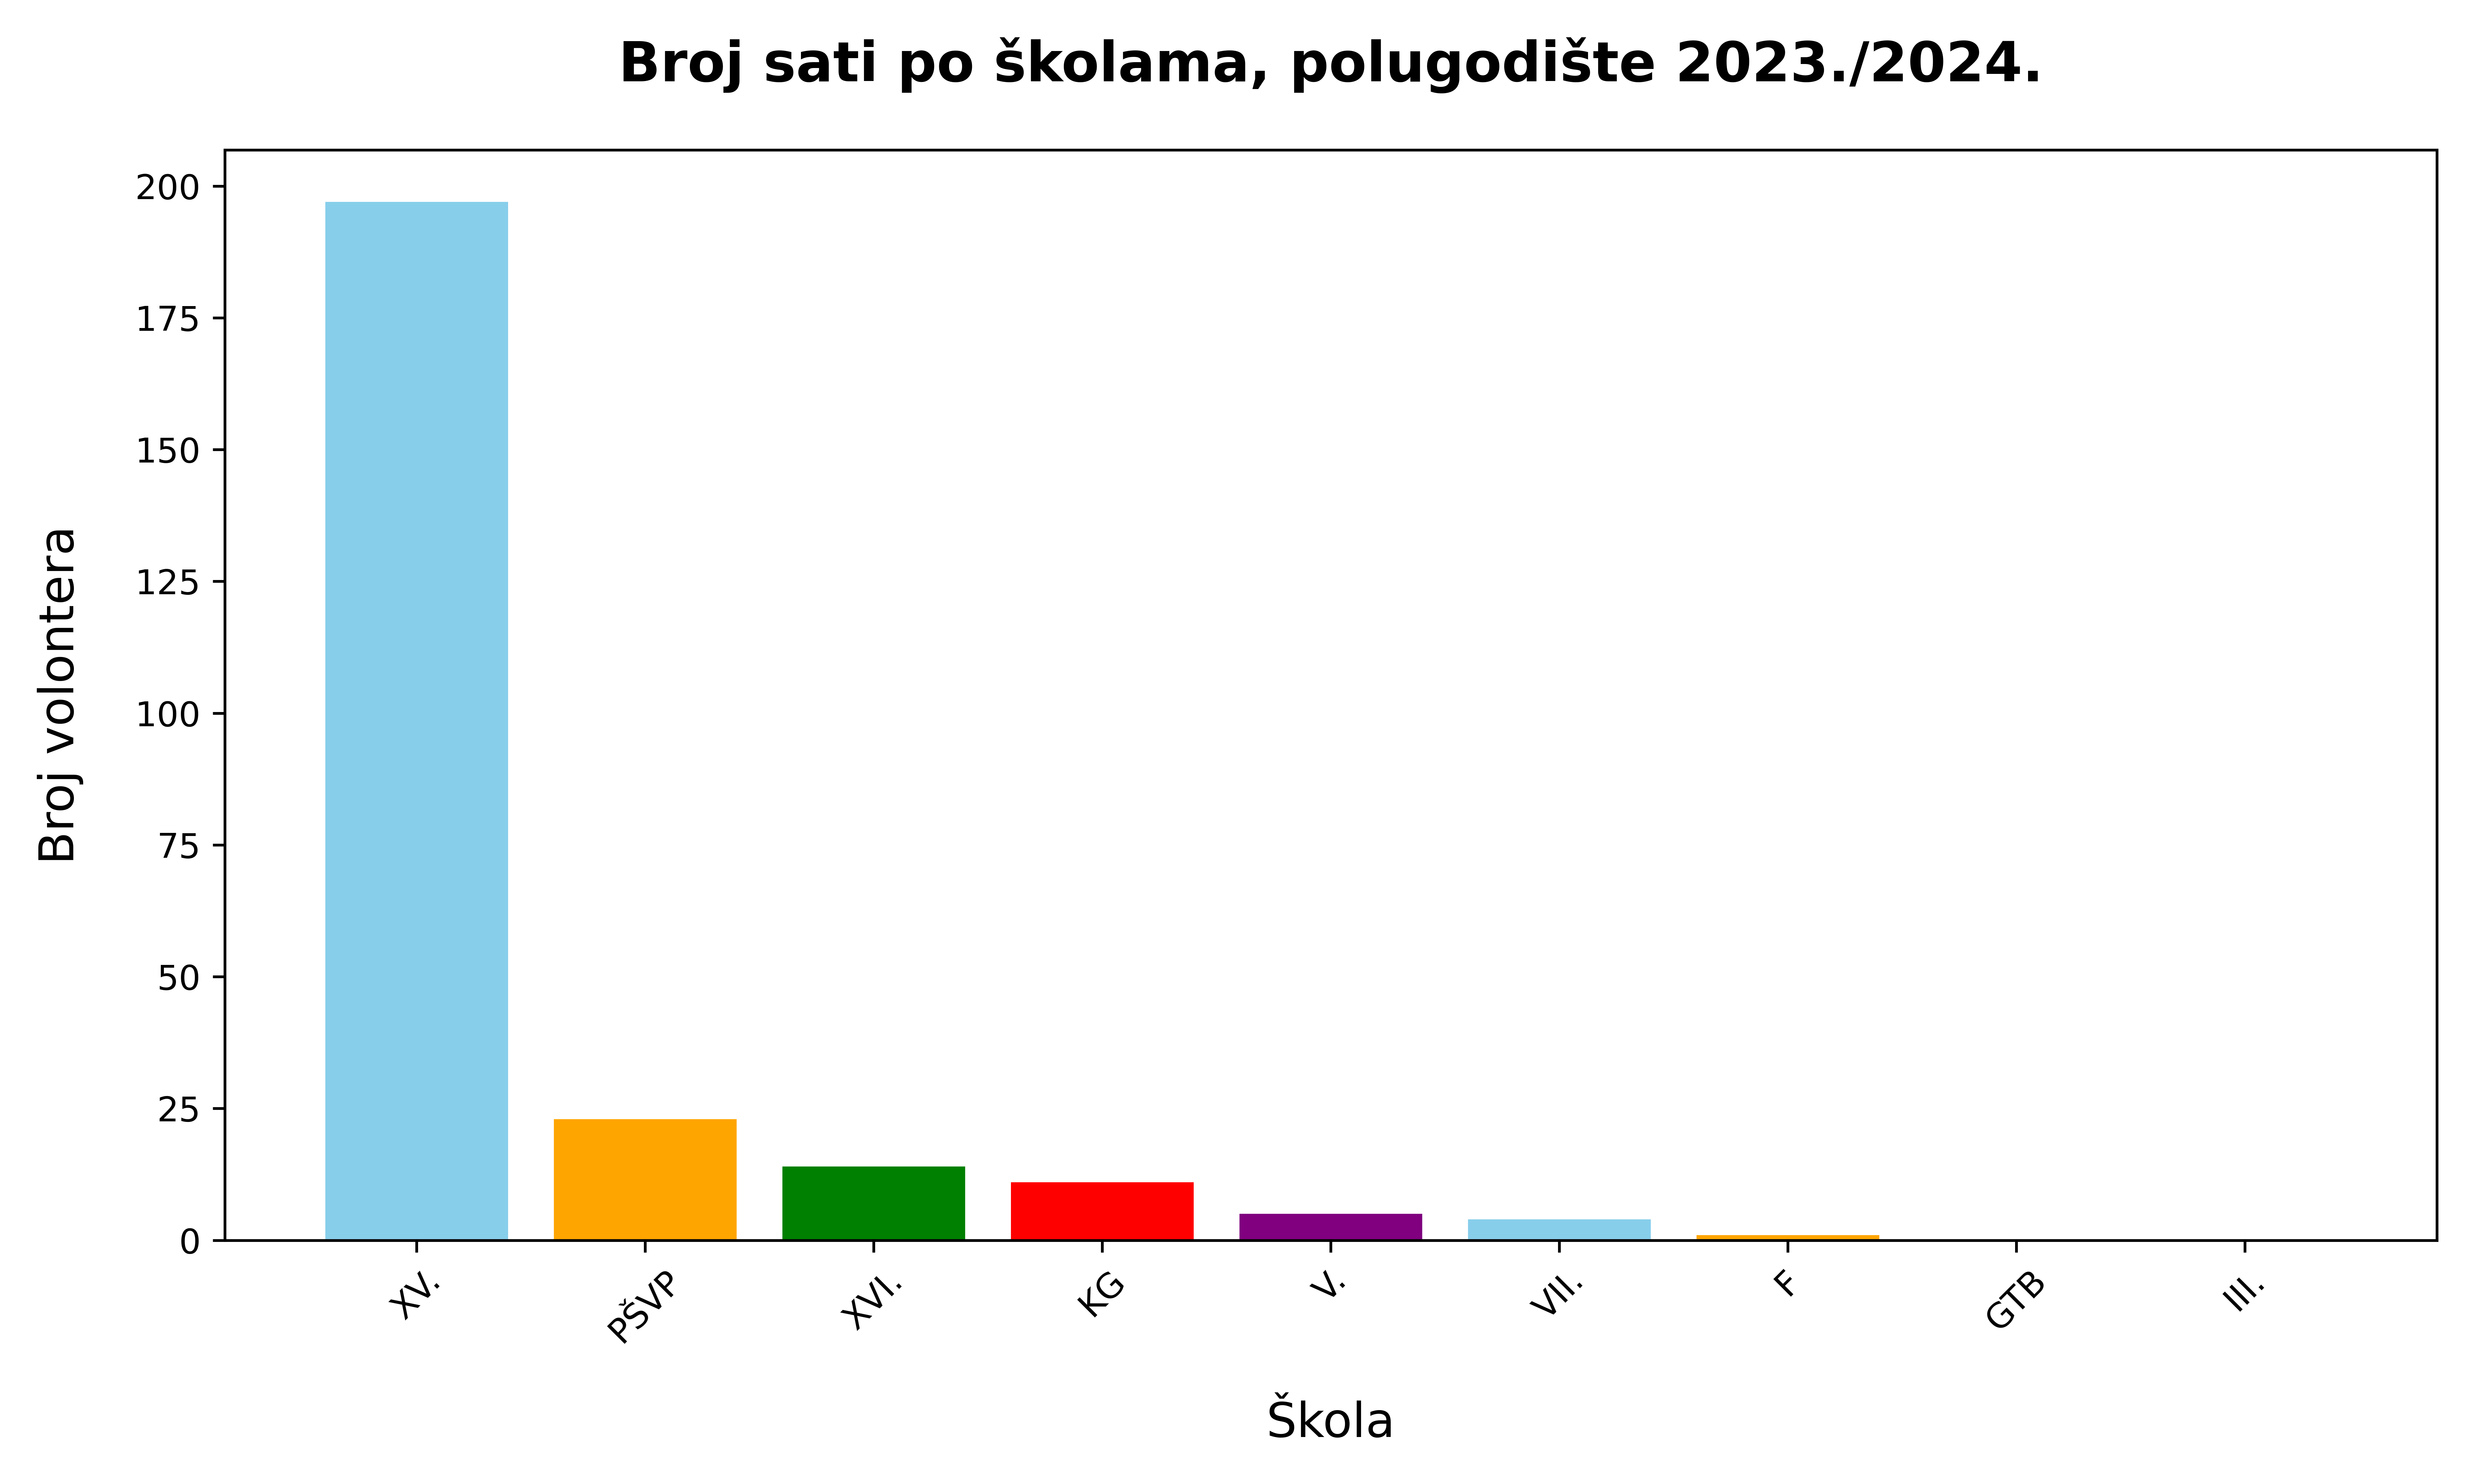 Broj sati po školama, polugodište 2023./2024.
Broj volontera
200
175
150
125
100
75
50
25
0
XV.
PŠVP
XVI.
KG
V.
VII.
F
GTB
III.
Škola